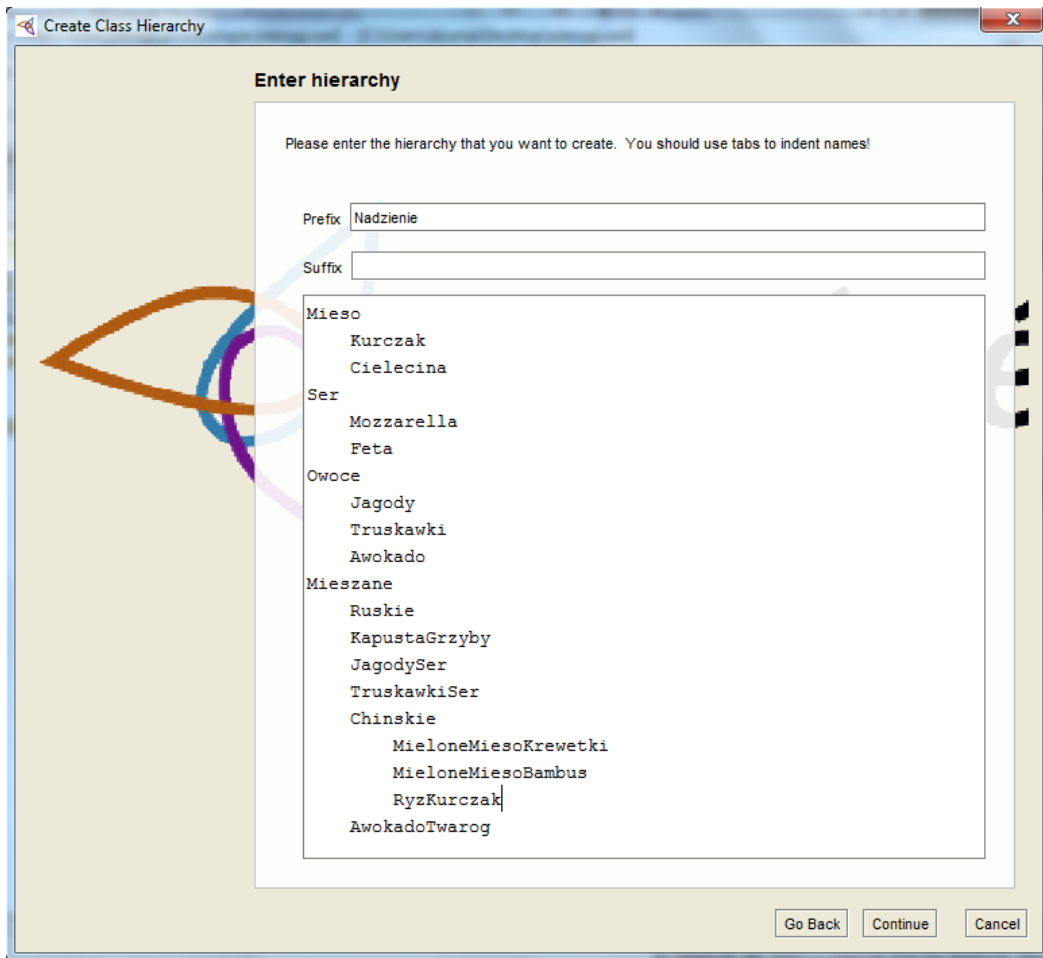 Create Class Hierarchy
Enter hierarchy
Please enter the hierarchy that you want to create. You should use tabs to indent names!
Prefix Nadzienie
Suffix
Mieso
Kurczak
Cielecina
Ser
Mozzarella
Feta
Owoce
Jagody
Truskawki
Awokado
Mieszane
Ruskie
KapustaGrzyby
JagodySer
TruskawkiSer
Chinskie
MieloneMiesoKrewetki
MieloneMiesoBambus
RyzKurczak
AwokadoTwarog
Go Back Continue Cancel